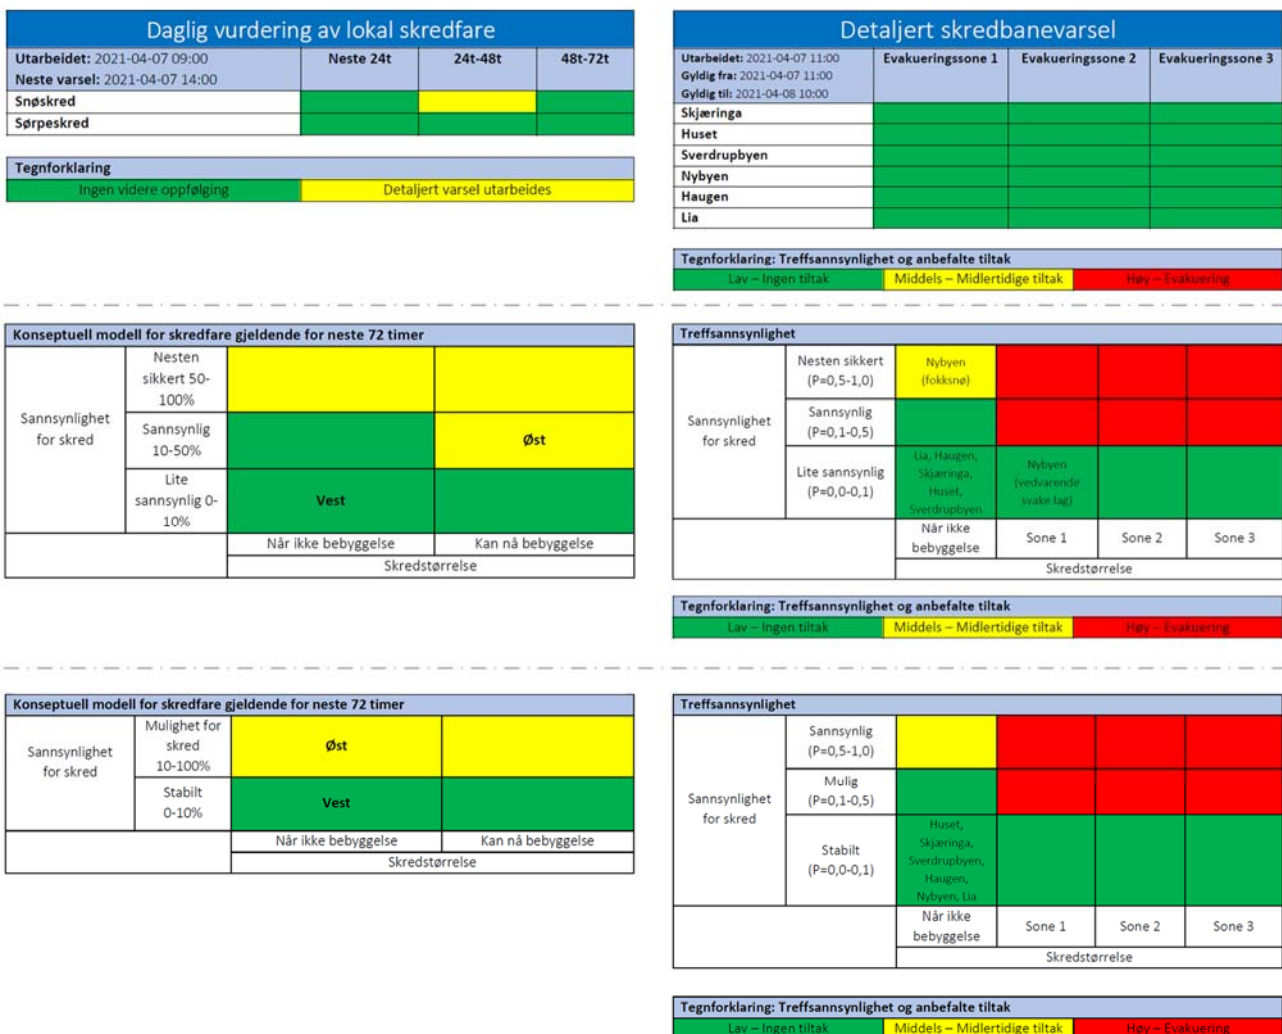 Daglig vurdering av lokal skredfare
Utarbeidet: 2021-04-07 09:00
Neste varsel: 2021-04-07 14:00
Neste 24t
24t-48t
48t-72t
Snøskred
Sørpeskred
Tegnforklaring
Ingen videre oppfølging
Detaljert varsel utarbeides
Detaljert skredbanevarsel
Utarbeidet: 2021-04-07 11:00
Gyldig fra: 2021-04-07 11:00
Gyldig til: 2021-04-08 10:00
Evakueringssone 1
Evakueringssone 2
Evakueringssone 3
Skjæringa
Huset
Sverdrupbyen
Nybyen
Haugen
Lia
Tegnforklaring: Treffsannsynlighet og anbefalte tiltak
Lav – Ingen tiltak
Middels – Midlertidige tiltak
Høy – Evakuering
Konseptuell modell for skredfare gjeldende for neste 72 timer
Sannsynlighet
for skred
Nesten
sikkert 50-
100%
Sannsynlig
10-50%
Øst
Lite
sannsynlig 0-
10%
Vest
Når ikke bebyggelse
Kan nå bebyggelse
Skredstørrelse
Treffsannsynlighet
Sannsynlighet
for skred
Nesten sikkert
(P=0,5-1,0)
Nybyen
(fokksnø)
Sannsynlig
(P=0,1-0,5)
Lite sannsynlig
(P=0,0-0,1)
Lia, Haugen,
Skjæringa,
Huset,
Sverdrupbyen
Nybyen
(vedvarende
svake lag)
Når ikke
bebyggelse
Sone 1
Sone 2
Sone 3
Skredstørrelse
Tegnforklaring: Treffsannsynlighet og anbefalte tiltak
Lav – Ingen tiltak
Middels – Midlertidige tiltak
Høy – Evakuering
Konseptuell modell for skredfare gjeldende for neste 72 timer
Sannsynlighet
for skred
Mulighet for
skred
10-100%
Øst
Stabilt
0-10%
Vest
Når ikke bebyggelse
Kan nå bebyggelse
Skredstørrelse
Treffsannsynlighet
Sannsynlighet
for skred
Sannsynlig
(P=0,5-1,0)
Mulig
(P=0,1-0,5)
Stabilt
(P=0,0-0,1)
Huset,
Skjæringa,
Sverdrupbyen,
Haugen,
Nybyen, Lia
Når ikke
bebyggelse
Sone 1
Sone 2
Sone 3
Skredstørrelse
Tegnforklaring: Treffsannsynlighet og anbefalte tiltak
Lav – Ingen tiltak
Middels – Midlertidige tiltak
Høy – Evakuering